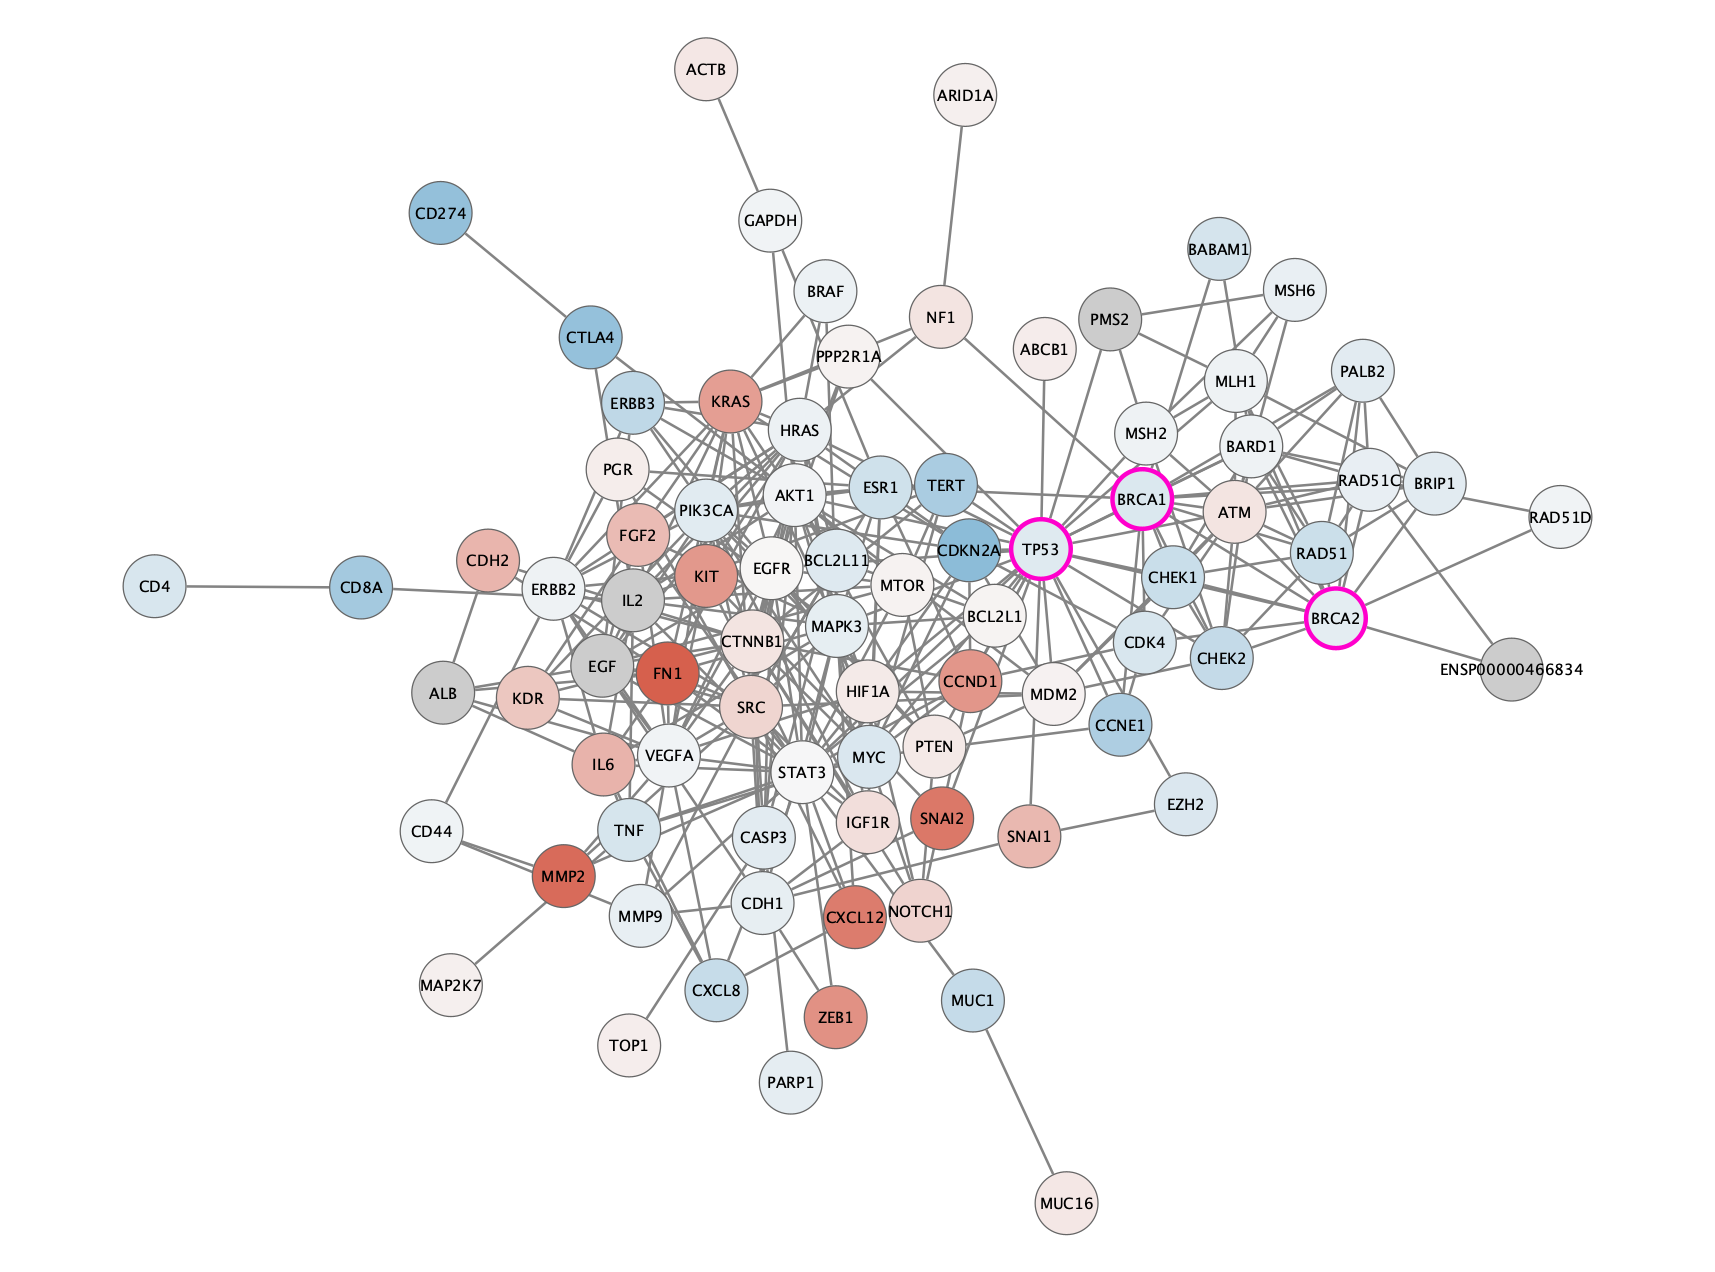 ACTB
ARID1A
CD274
GAPDH
BABAM1
BRAF
MSH6
NF1
PMS2
CTLA4
ABCB1
PPP2R1A
PALB2
MLH1
ERBB3
KRAS
HRAS
MSH2
BARD1
PGR
RAD51C
BRIP1
ESR1
TERT
AKT1
BRCA1
PIK3CA
ATM
RAD51D
FGF2
TP53
CDKN2A
RAD51
CDH2
BCL2L11
EGFR
KIT
CHEK1
MTOR
CD4
CD8A
ERBB2
IL2
BCL2L1
BRCA2
MAPK3
CTNNB1
CDK4
CHEK2
EGF
FN1
ENSP00000466834
CCND1
HIF1A
ALB
KDR
MDM2
SRC
CCNE1
PTEN
VEGFA
MYC
IL6
STAT3
EZH2
SNAI2
IGF1R
CD44
TNF
CASP3
SNAI1
MMP2
CDH1
NOTCH1
MMP9
CXCL12
MAP2K7
CXCL8
MUC1
ZEB1
TOP1
PARP1
MUC16